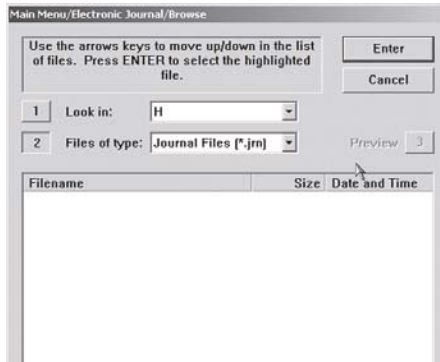 Main Menu/Electronic Journal/Browse
Use the arrows keys to move up/down in the list
of files. Press ENTER to select the highlighted
file.
Enter
Cancel
1 Look in: H
2 Files of type: Journal Files (*.jrn)
Preview 3
Filename Size Date and Time